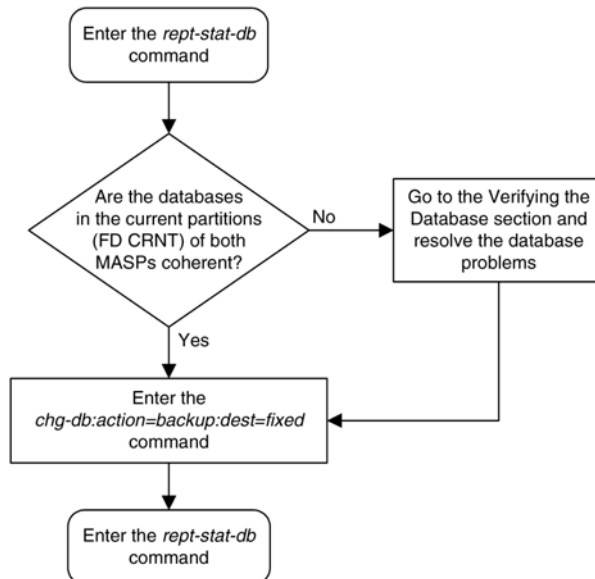 Enter the rept-stat-db
command
Are the databases
in the current partitions
(FD CRNT) of both
MASPs coherent?
No
Go to the Verifying the
Database section and
resolve the database
problems
Yes
Enter the
chg-db:action=backup:dest=fixed
command
Enter the rept-stat-db
command